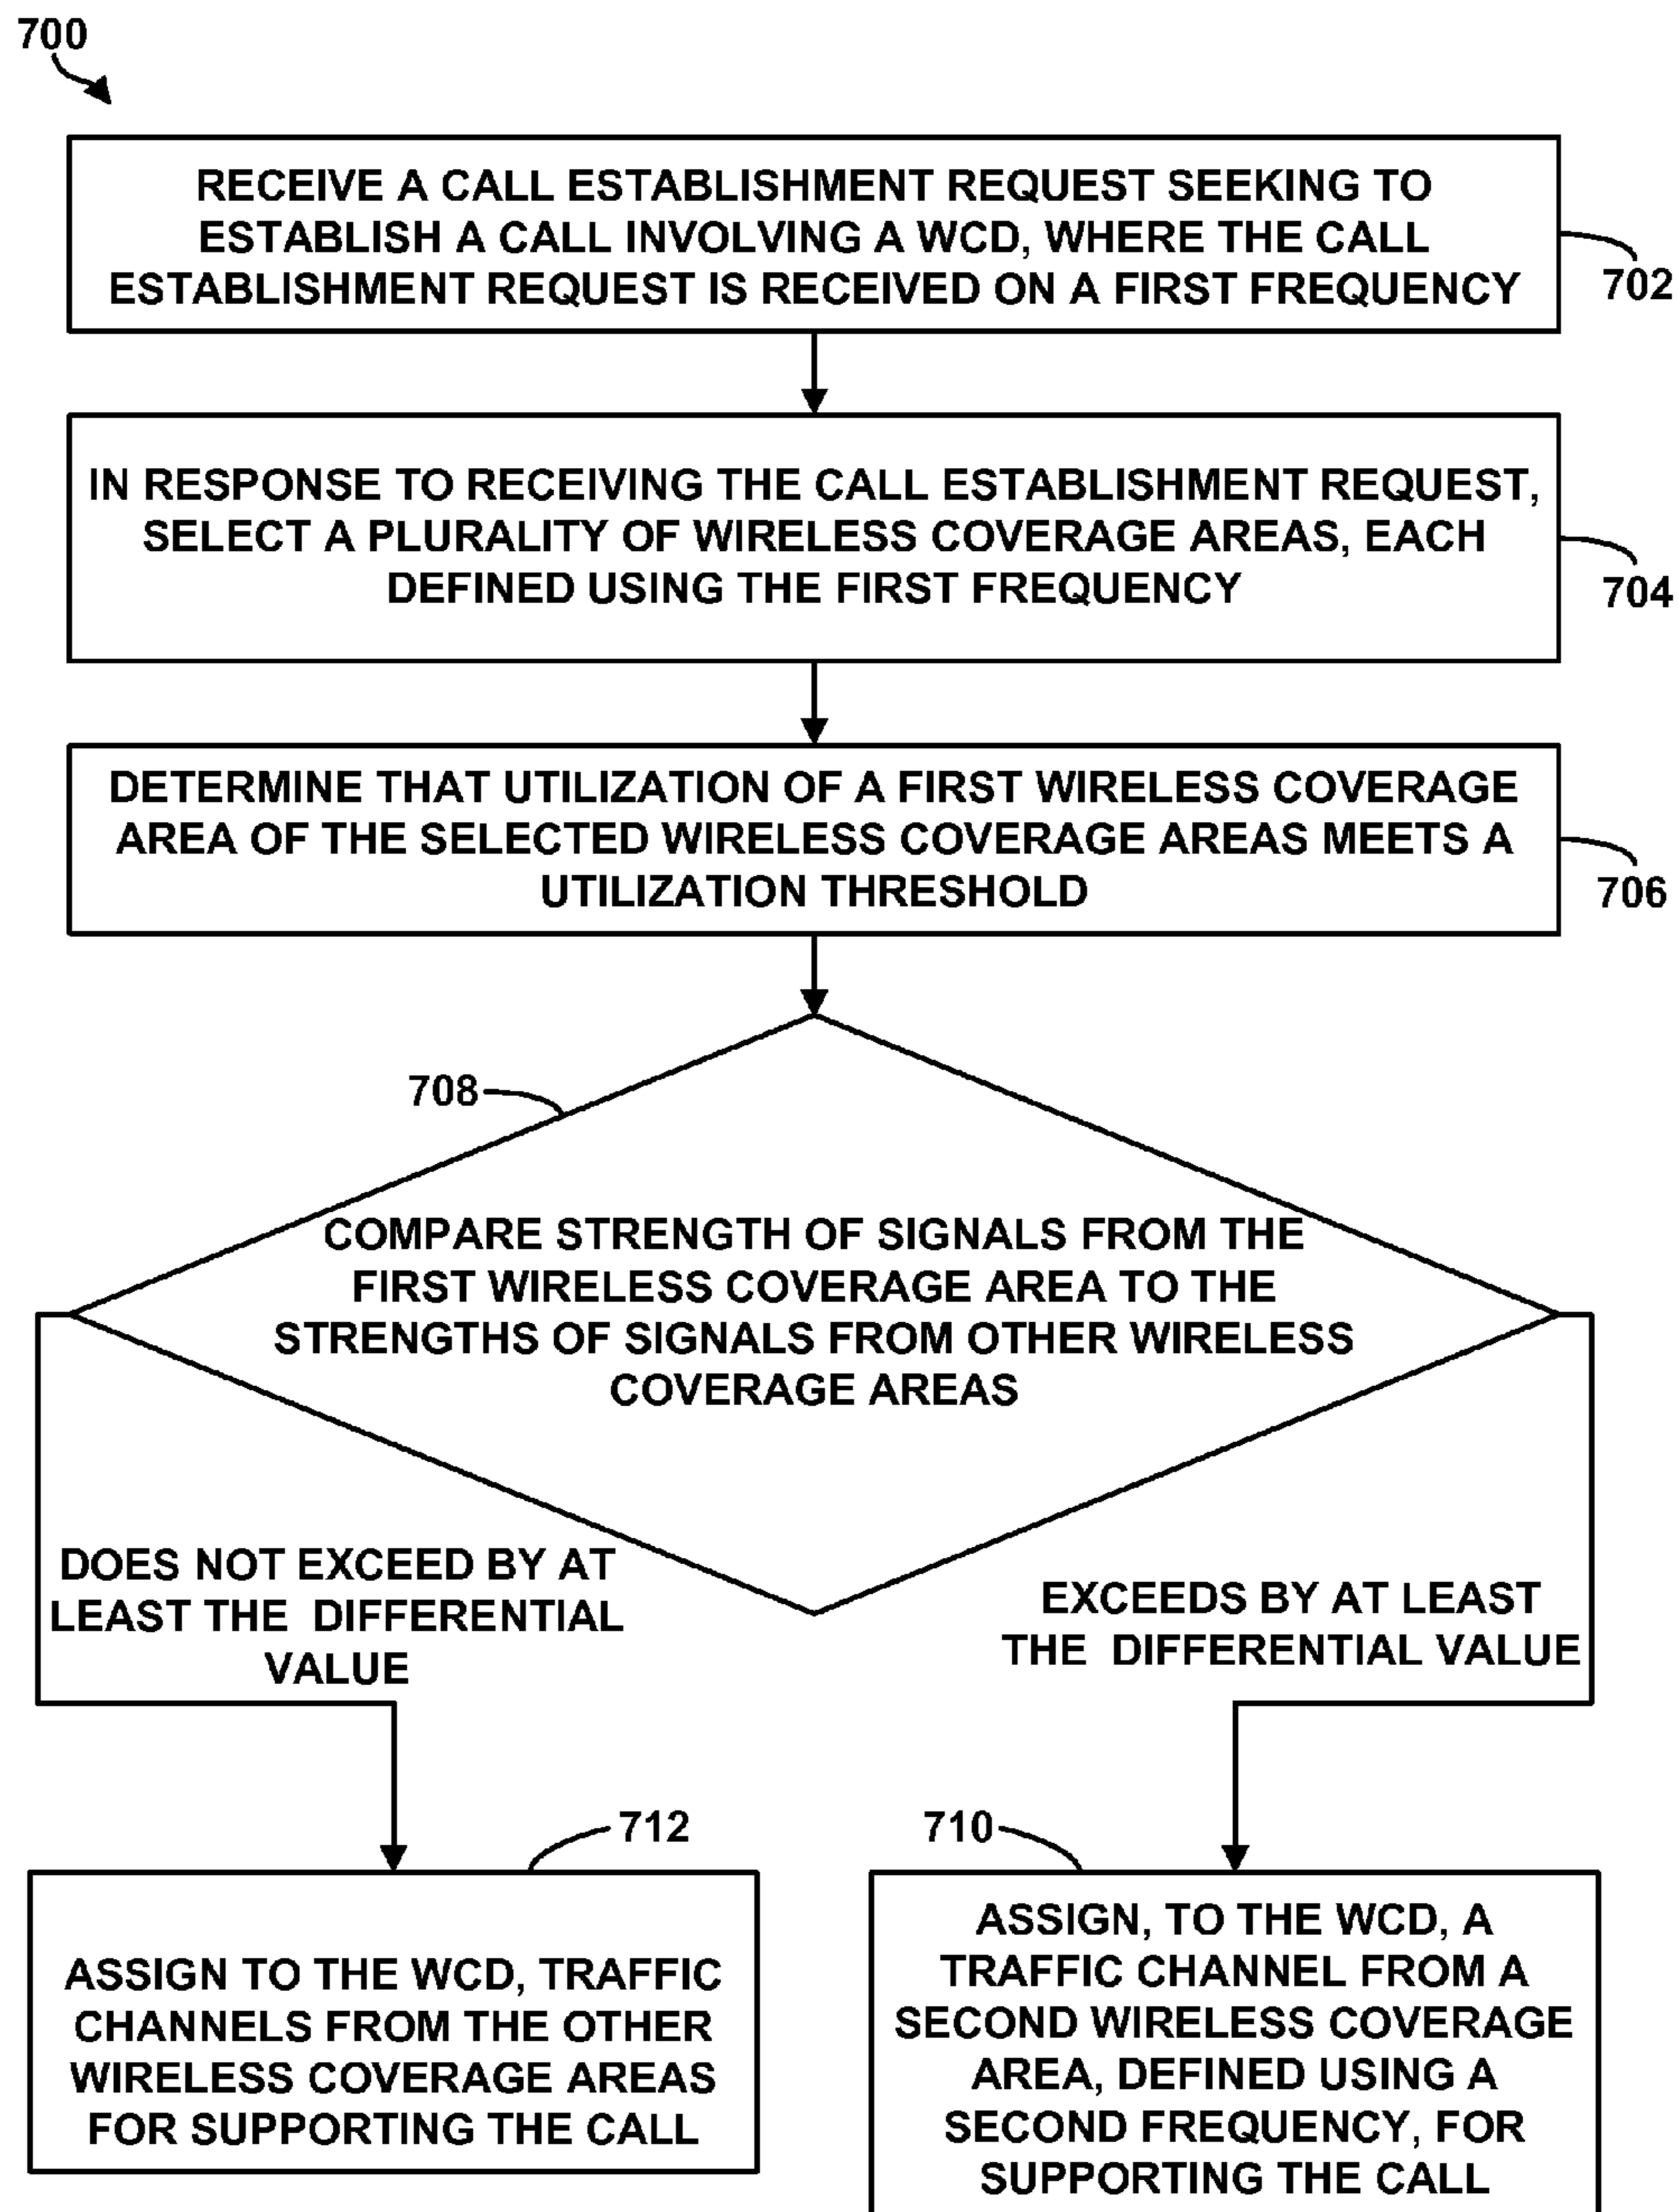 700
RECEIVE A CALL ESTABLISHMENT REQUEST SEEKING TO
ESTABLISH A CALL INVOLVING A WCD, WHERE THE CALL
ESTABLISHMENT REQUEST IS RECEIVED ON A FIRST FREQUENCY
702
IN RESPONSE TO RECEIVING THE CALL ESTABLISHMENT REQUEST,
SELECT A PLURALITY OF WIRELESS COVERAGE AREAS, EACH
DEFINED USING THE FIRST FREQUENCY
704
DETERMINE THAT UTILIZATION OF A FIRST WIRELESS COVERAGE
AREA OF THE SELECTED WIRELESS COVERAGE AREAS MEETS A
UTILIZATION THRESHOLD
706
708
COMPARE STRENGTH OF SIGNALS FROM THE
FIRST WIRELESS COVERAGE AREA TO THE
STRENGTHS OF SIGNALS FROM OTHER WIRELESS
COVERAGE AREAS
DOES NOT EXCEED BY AT
LEAST THE DIFFERENTIAL
VALUE
EXCEEDS BY AT LEAST
THE DIFFERENTIAL VALUE
712
ASSIGN TO THE WCD, TRAFFIC
CHANNELS FROM THE OTHER
WIRELESS COVERAGE AREAS
FOR SUPPORTING THE CALL
710
ASSIGN, TO THE WCD, A
TRAFFIC CHANNEL FROM A
SECOND WIRELESS COVERAGE
AREA, DEFINED USING A
SECOND FREQUENCY, FOR
SUPPORTING THE CALL